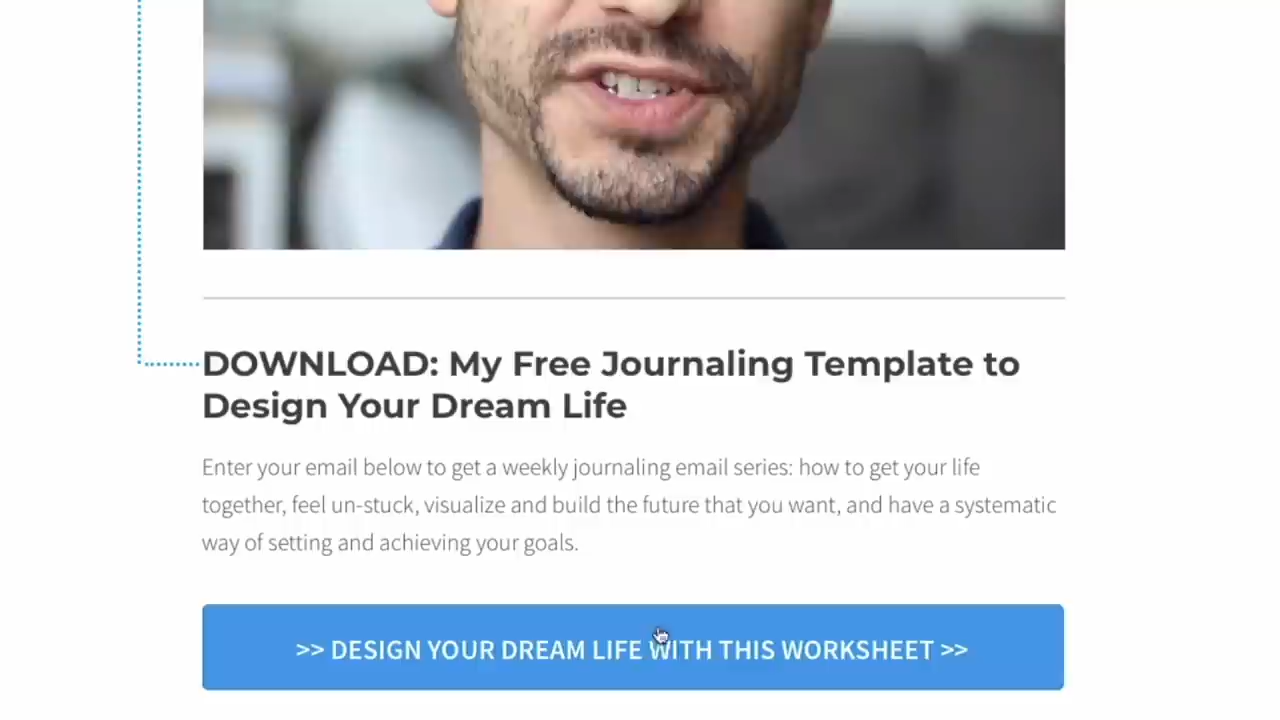 DOWNLOAD: My Free Journaling Template to
Design Your Dream Life
Enter your email below to get a weekly journaling email series: how to get your life
together, feel un-stuck, visualize and build the future that you want, and have a systematic
way of setting and achieving your goals.
>> DESIGN YOUR DREAM LIFE WITH THIS WORKSHEET >>